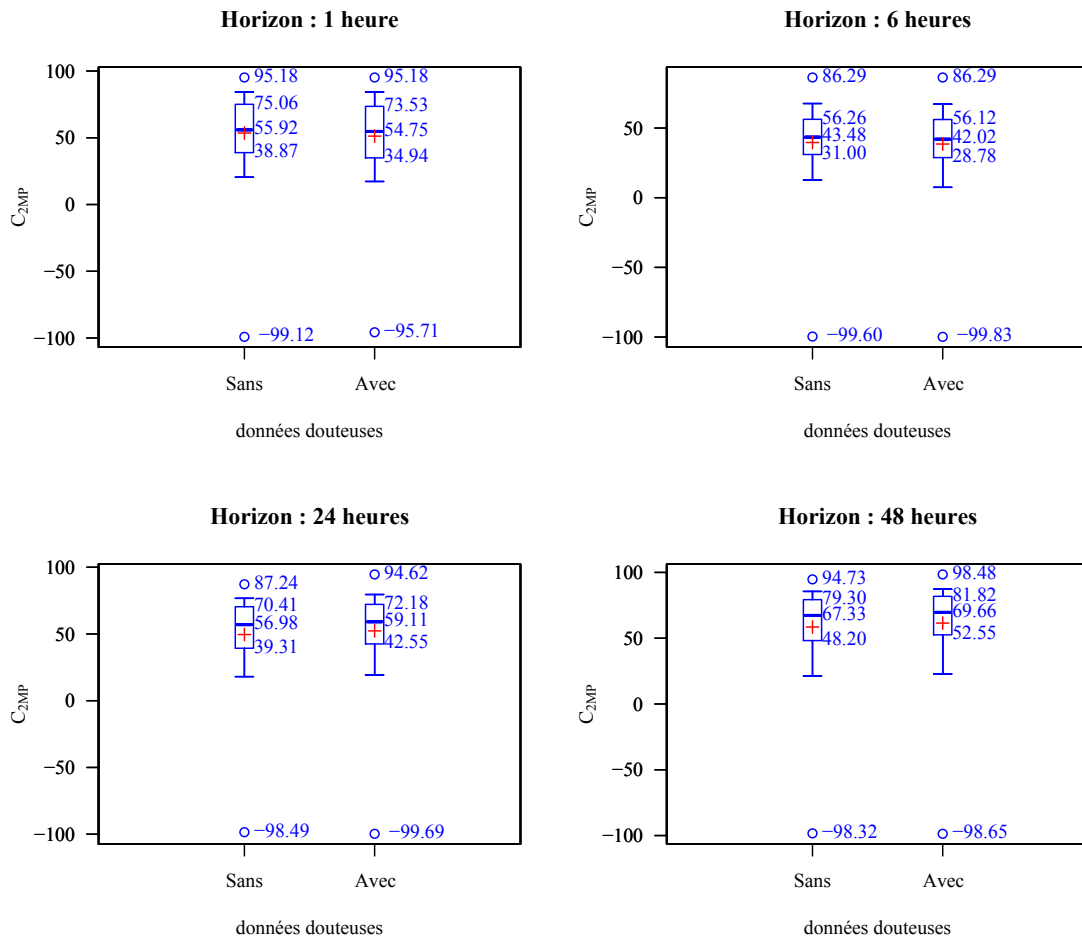 Horizon : 1 heure
100
50
0
−50
−100
C2MP
95.18
75.06
55.92
38.87
−99.12
95.18
73.53
54.75
34.94
−95.71
Sans
Avec
données douteuses
Horizon : 6 heures
50
0
−50
−100
C2MP
86.29
56.26
43.48
31.00
−99.60
86.29
56.12
42.02
28.78
−99.83
Sans
Avec
données douteuses
Horizon : 24 heures
100
50
0
−50
−100
C2MP
87.24
70.41
56.98
39.31
−98.49
94.62
72.18
59.11
42.55
−99.69
Sans
Avec
données douteuses
Horizon : 48 heures
100
50
0
−50
−100
C2MP
94.73
79.30
67.33
48.20
−98.32
98.48
81.82
69.66
52.55
−98.65
Sans
Avec
données douteuses